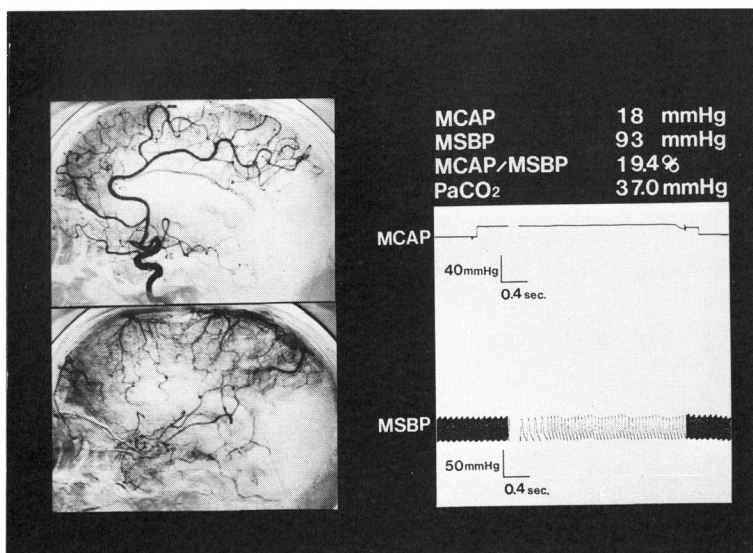 MCAP 18 mmHg
MSBP 93 mmHg
MCAP/MSBP 19.4%
PaCO2 37.0 mmHg
MCAP
40mmHg
0.4 sec.
MSBP
50mmHg
0.4 sec.